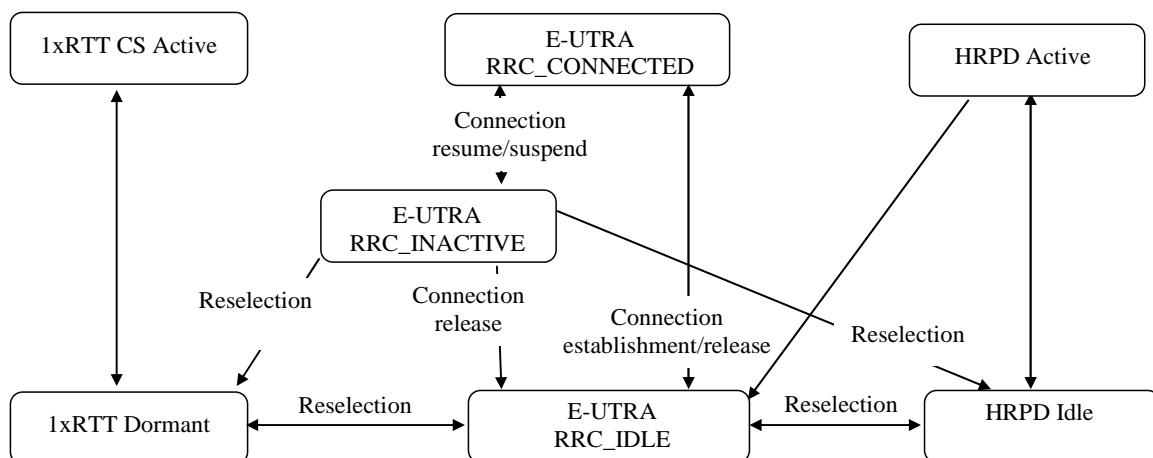 1xRTT CS Active
E-UTRA
RRC_CONNECTED
HRPD Active
Connection
resume/suspend
E-UTRA
RRC_INACTIVE
Reselection
Connection
release
Connection
establishment/release
Reselection
1xRTT Dormant
Reselection
E-UTRA
RRC_IDLE
Reselection
HRPD Idle